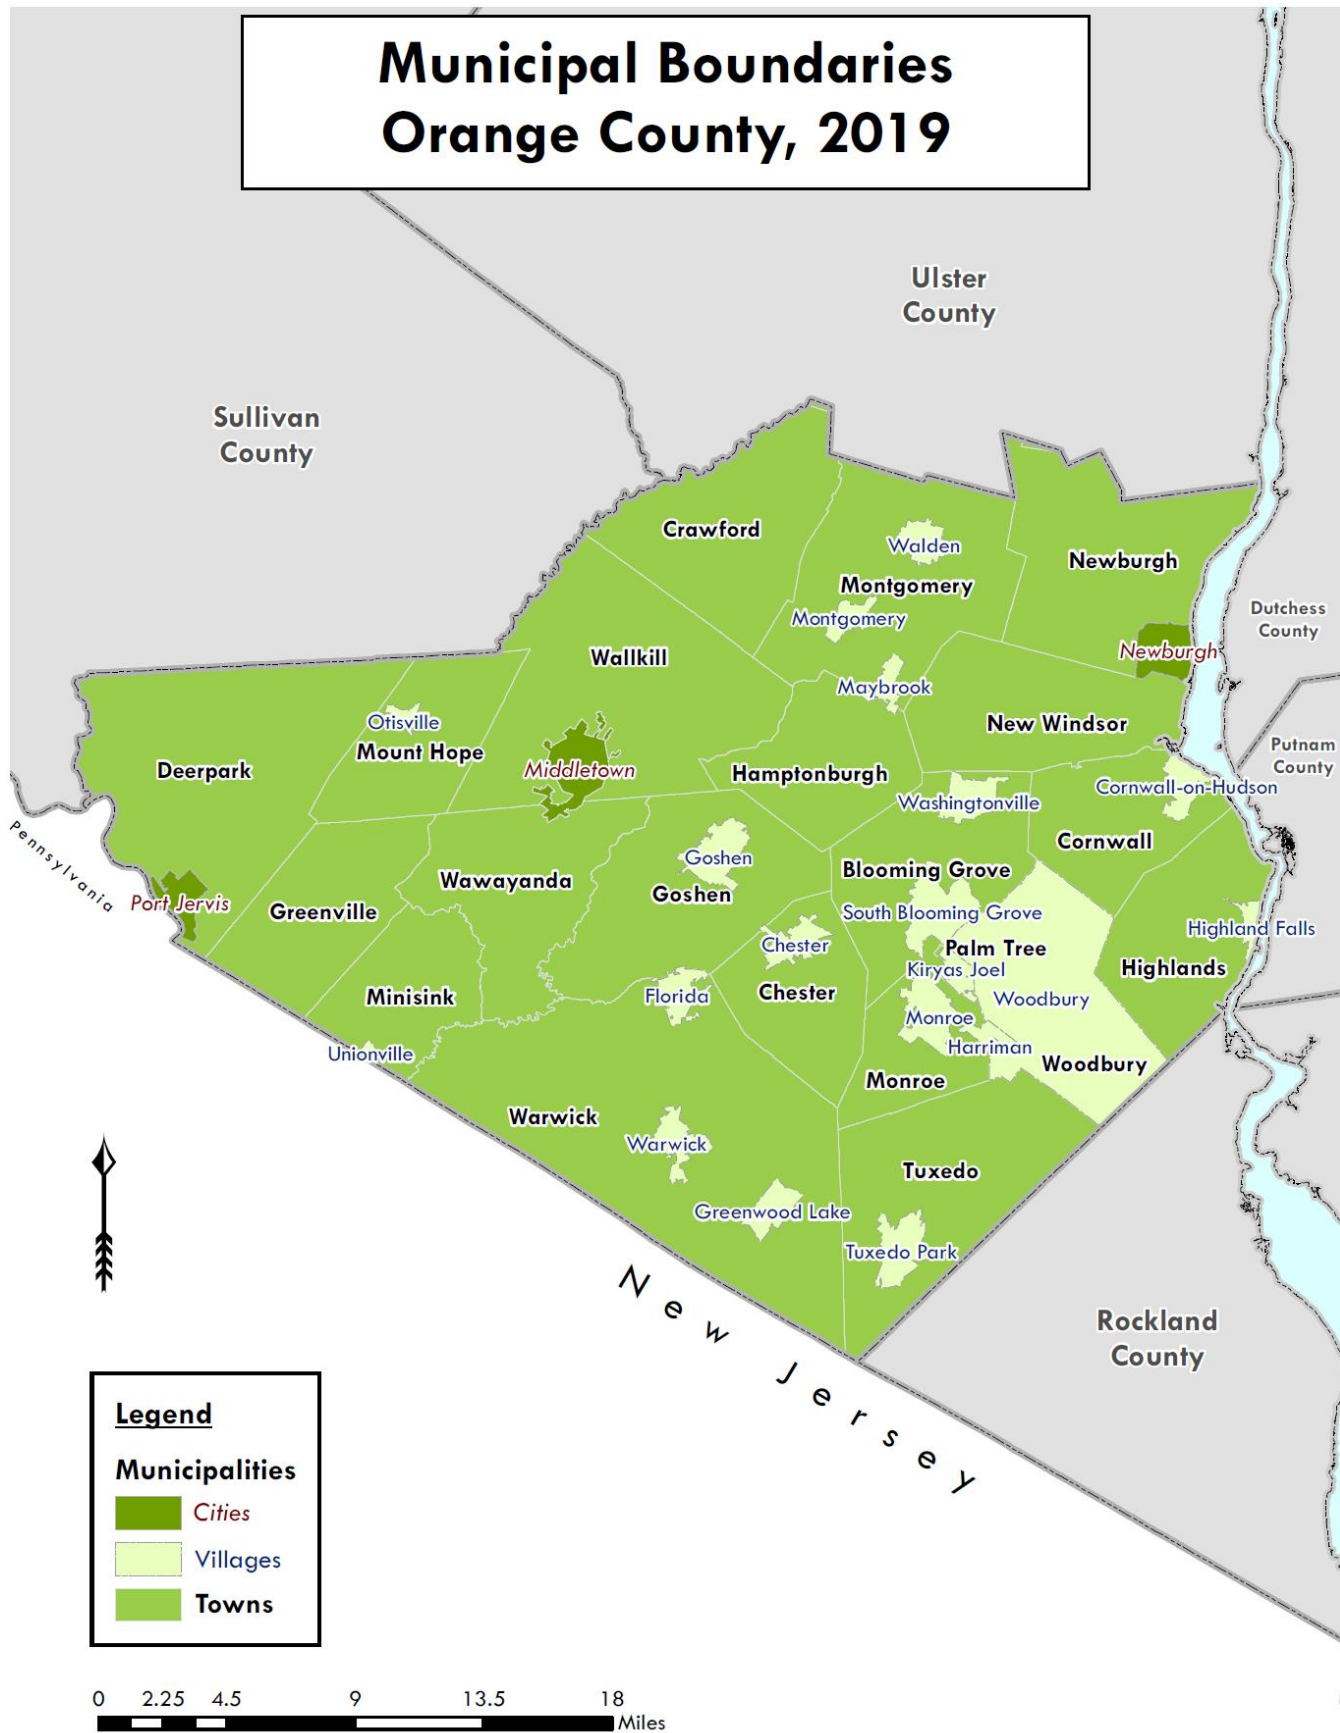 Municipal Boundaries
Orange County, 2019
Ulster
County
Sullivan
County
Crawford
Walden
Newburgh
Montgomery
Montgomery
Dutchess
County
Newburgh
Wallkill
Maybrook
Otisville
Mount Hope
New Windsor
Putnam
County
Deerpark
Middletown
Hamptonburgh
Cornwall-on-Hudson
Washingtonville
Cornwall
Pennsylvania
Goshen
Goshen
Blooming Grove
Wawayanda
Port Jervis
Greenville
South Blooming Grove
Highland Falls
Chester
Palm Tree
Kiryas Joel
Highlands
Minisink
Florida
Chester
Woodbury
Monroe
Harriman
Unionville
Woodbury
Monroe
Warwick
Warwick
Tuxedo
Greenwood Lake
Tuxedo Park
New Jersey
Rockland
County
Legend
Municipalities
Cities
Villages
Towns
0 2.25 4.5 9 13.5 18
Miles